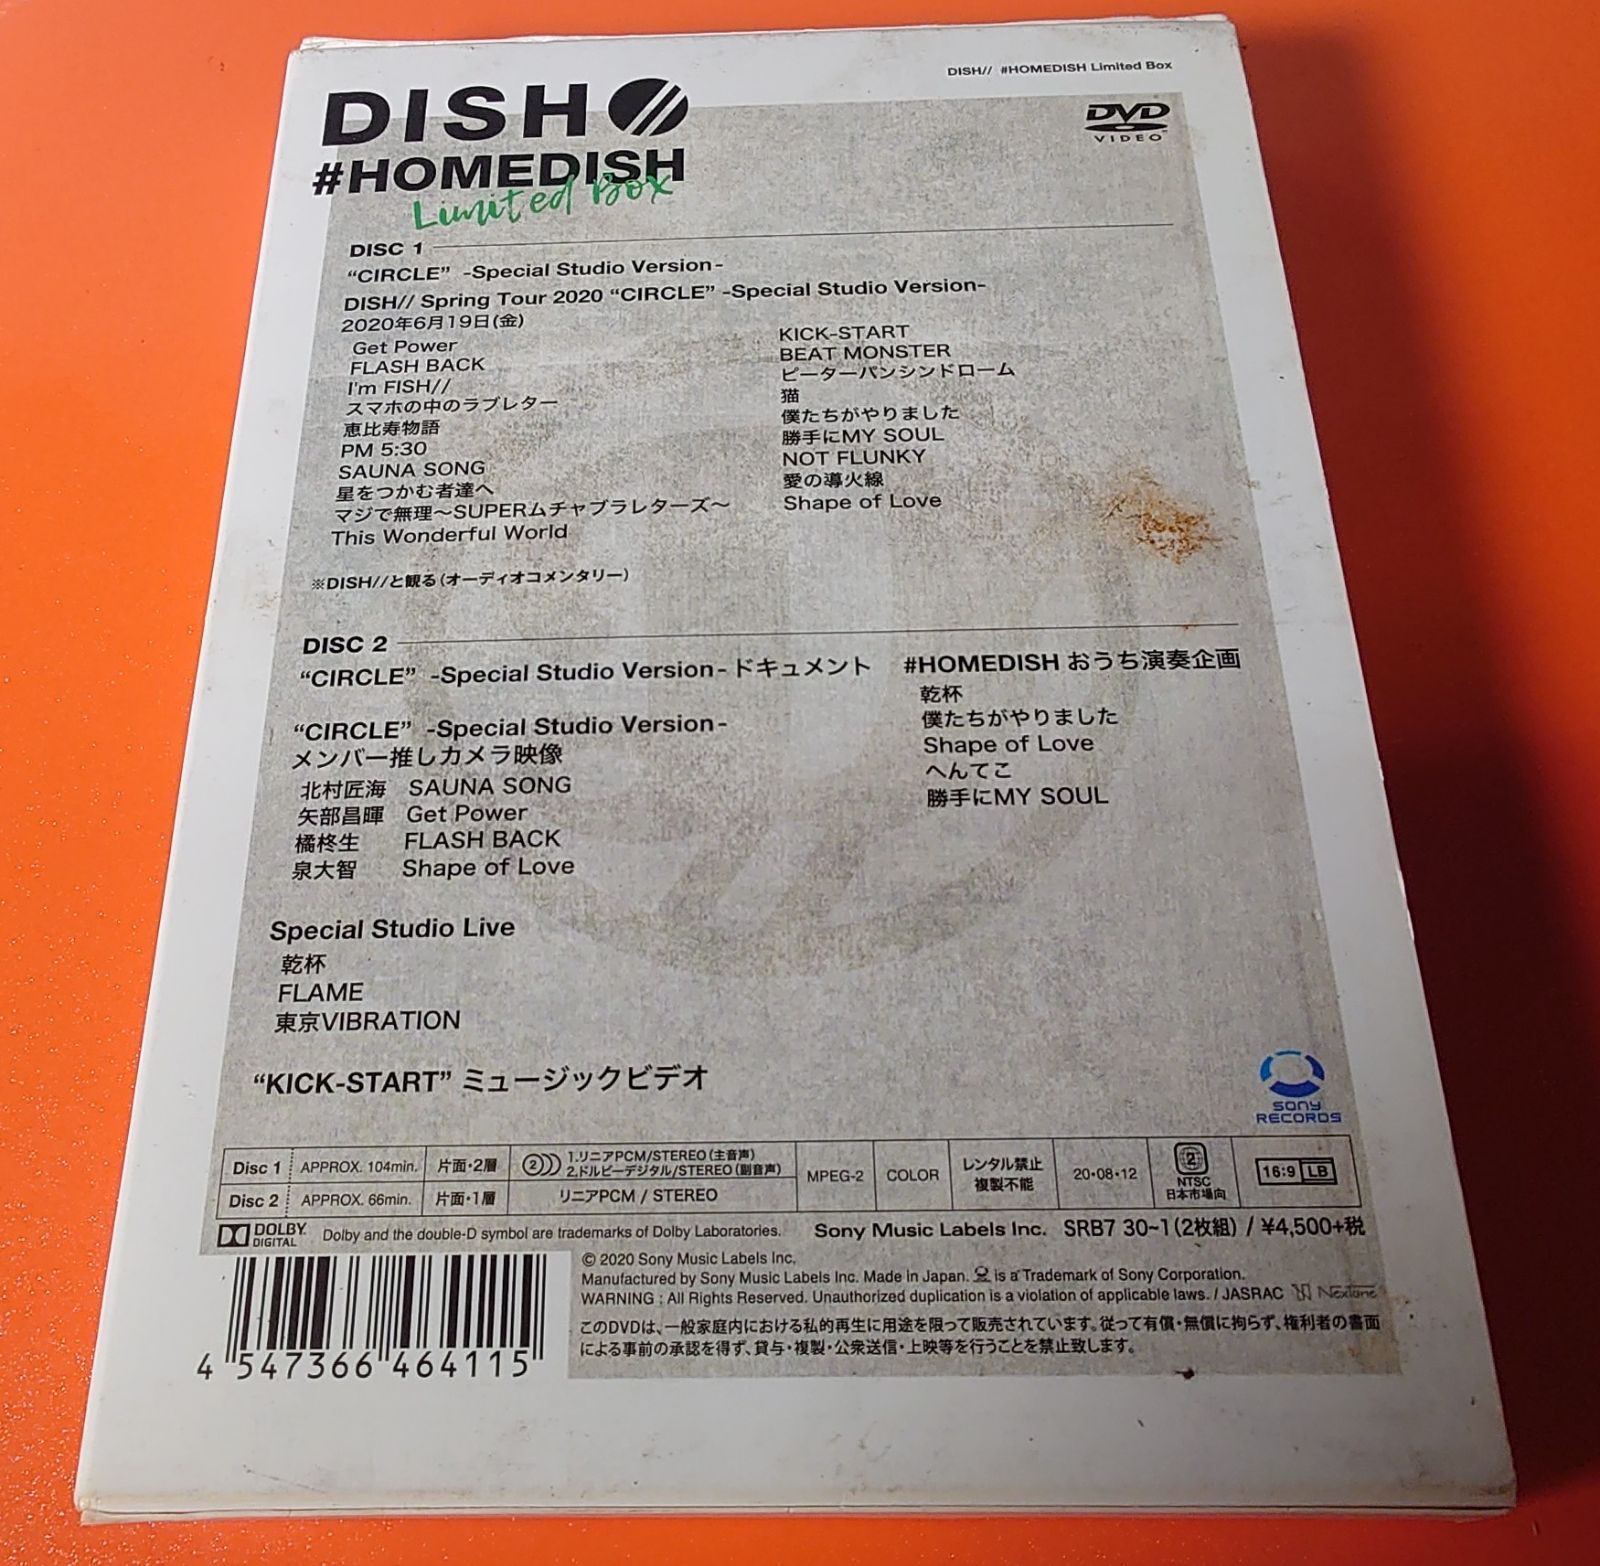 DISH// #HOMEDISH Limited Box
DISH//
#HOMEDISH
Limited Box
DVD
VIDEO
DISC 1
“CIRCLE” -Special Studio Version-
DISH// Spring Tour 2020 “CIRCLE” -Special Studio Version-
2020年6月19日(金)
Get Power
FLASH BACK
I'm FISH//
スマホの中のラブレター
恵比寿物語
PM 5:30
SAUNA SONG
星をつかむ者達へ
マジで無理〜SUPERムチャブラレターズ〜
This Wonderful World
KICK-START
BEAT MONSTER
ピーターパンシンドローム
猫
僕たちがやりました
勝手にMY SOUL
NOT FLUNKY
愛の導火線
Shape of Love
※DISH//と観る(オーディオコメンタリー)
DISC 2
“CIRCLE” -Special Studio Version-ドキュメント
“CIRCLE” -Special Studio Version-
メンバー推しカメラ映像
北村匠海 SAUNA SONG
矢部昌暉 Get Power
橘柊生 FLASH BACK
泉大智 Shape of Love
#HOMEDISH おうち演奏企画
乾杯
僕たちがやりました
Shape of Love
へんてこ
勝手にMY SOUL
Special Studio Live
乾杯
FLAME
東京VIBRATION
“KICK-START” ミュージックビデオ
SONY
RECORDS
Disc 1 APPROX. 104min. 片面・2層 2 1.リニアPCM/STEREO(主音声)
2.ドルビーデジタル/STEREO(副音声)
Disc 2 APPROX. 66min. 片面・1層 リニアPCM / STEREO
MPEG-2 COLOR レンタル禁止
複製不能
20・08・12
2
NTSC
日本市場向
16:9 LB
DOLBY
DIGITAL
Dolby and the double-D symbol are trademarks of Dolby Laboratories.
Sony Music Labels Inc. SRB7 30~1(2枚組) / ¥4,500+税
© 2020 Sony Music Labels Inc.
Manufactured by Sony Music Labels Inc. Made in Japan. is a Trademark of Sony Corporation.
WARNING : All Rights Reserved. Unauthorized duplication is a violation of applicable laws. / JASRAC NexTone
このDVDは、一般家庭内における私的再生に用途を限って販売されています。従って有償・無償に拘らず、権利者の書面
による事前の承認を得ず、貸与・複製・公衆送信・上映等を行うことを禁止致します。
4 547366 464115